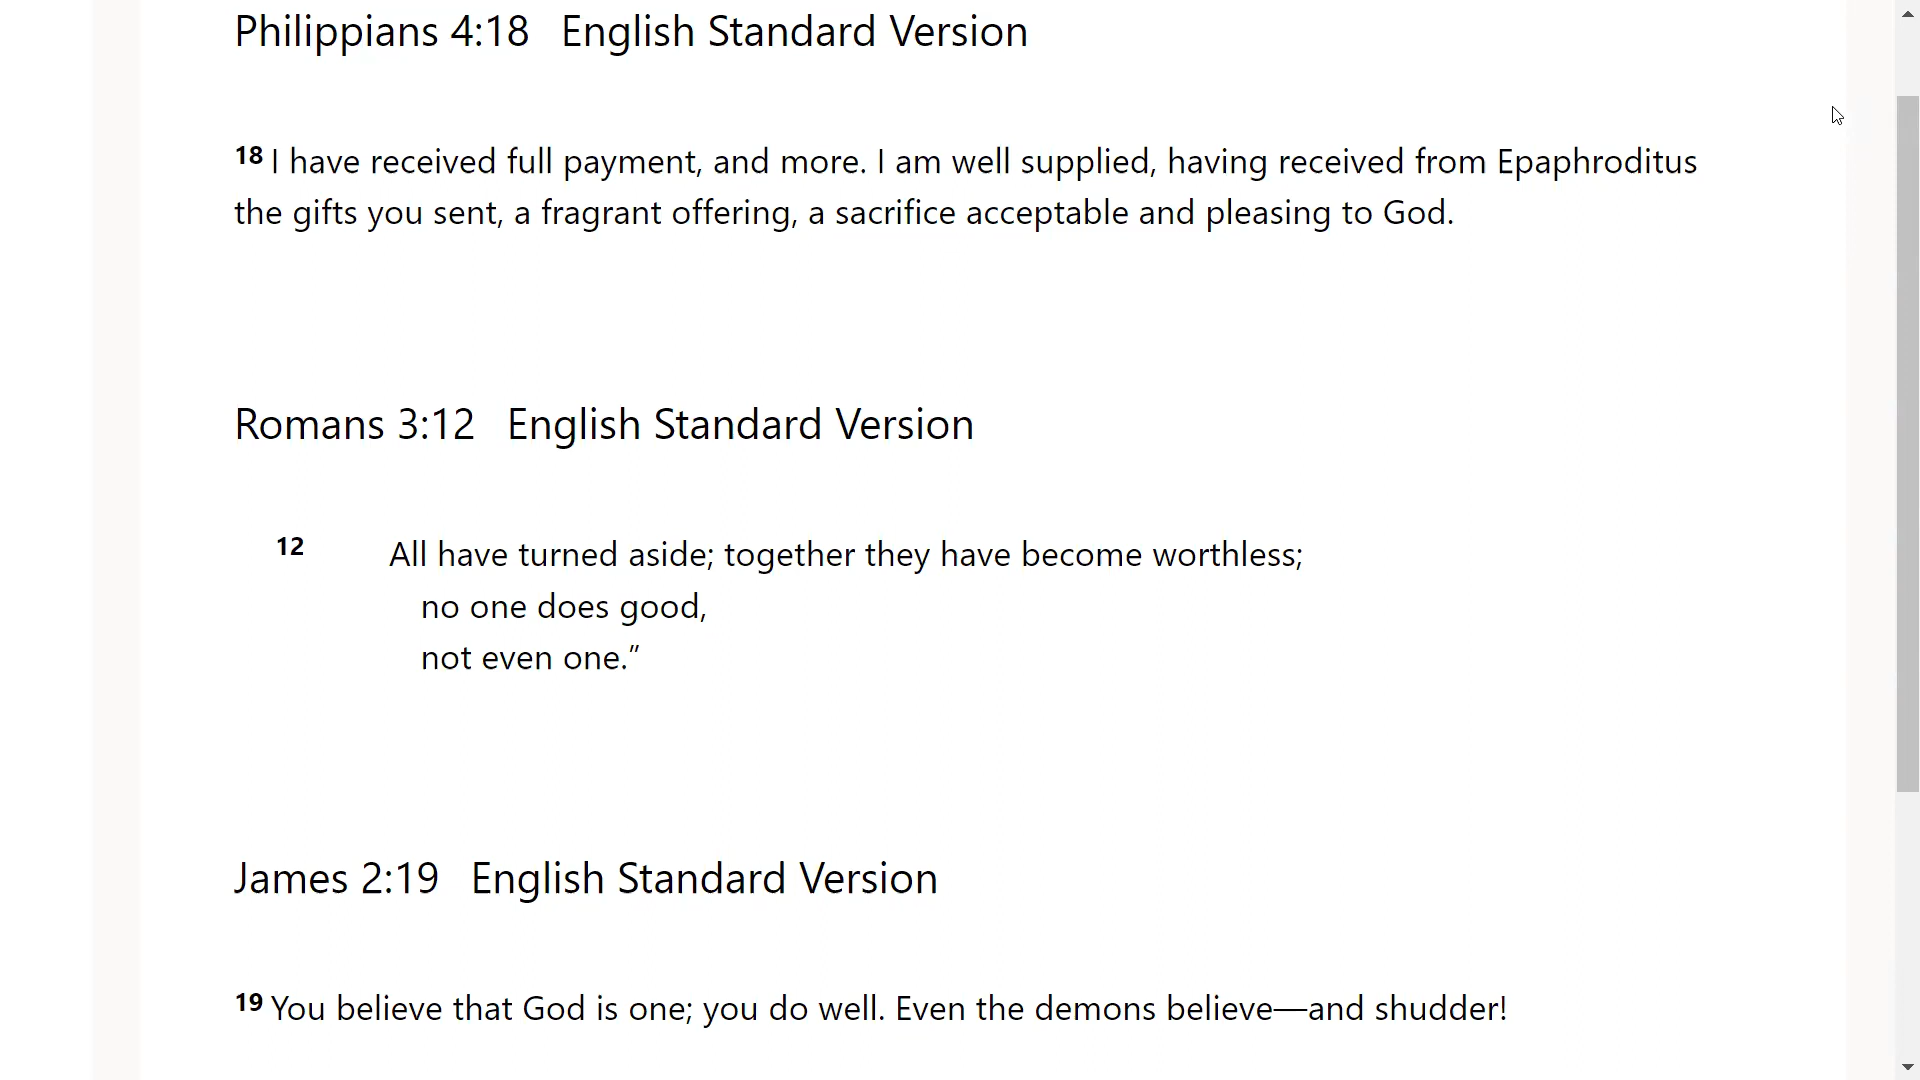 Philippians 4:18 English Standard Version
18 I have received full payment, and more. I am well supplied, having received from Epaphroditus
the gifts you sent, a fragrant offering, a sacrifice acceptable and pleasing to God.
Romans 3:12 English Standard Version
12 All have turned aside; together they have become worthless;
no one does good,
not even one.”
James 2:19 English Standard Version
19 You believe that God is one; you do well. Even the demons believe—and shudder!